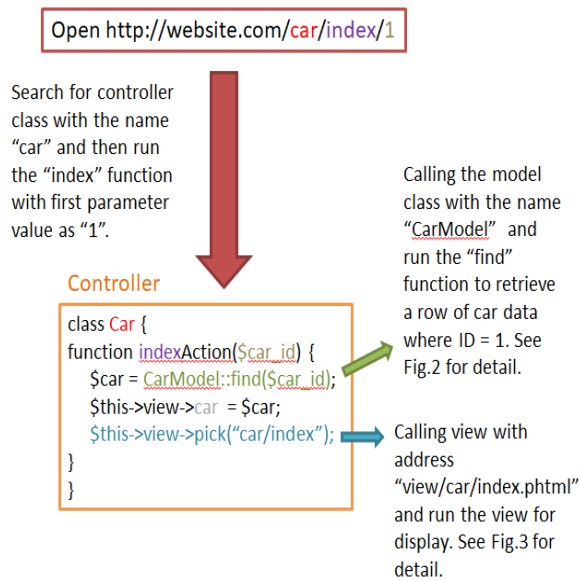 Open http://website.com/car/index/1
Search for controller
class with the name
“car” and then run
the “index” function
with first parameter
value as “1”.
Calling the model
class with the name
“CarModel” and
run the “find”
function to retrieve
a row of car data
where ID = 1. See
Fig.2 for detail.
Controller
class Car {
function indexAction($car_id) {
$car = CarModel::find($car_id);
$this->view->car = $car;
$this->view->pick(“car/index”);
}
}
Calling view with
address
“view/car/index.phtml”
and run the view for
display. See Fig.3 for
detail.